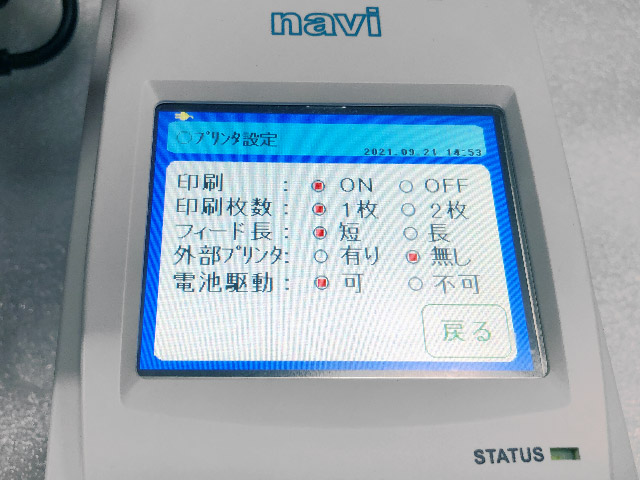 navi
プリンタ設定
2021.09.21 14:53
印刷 : ON OFF
印刷枚数 : 1枚 2枚
フィード長 : 短 長
外部プリンタ : 有り 無し
電池駆動 : 可 不可
戻る
STATUS